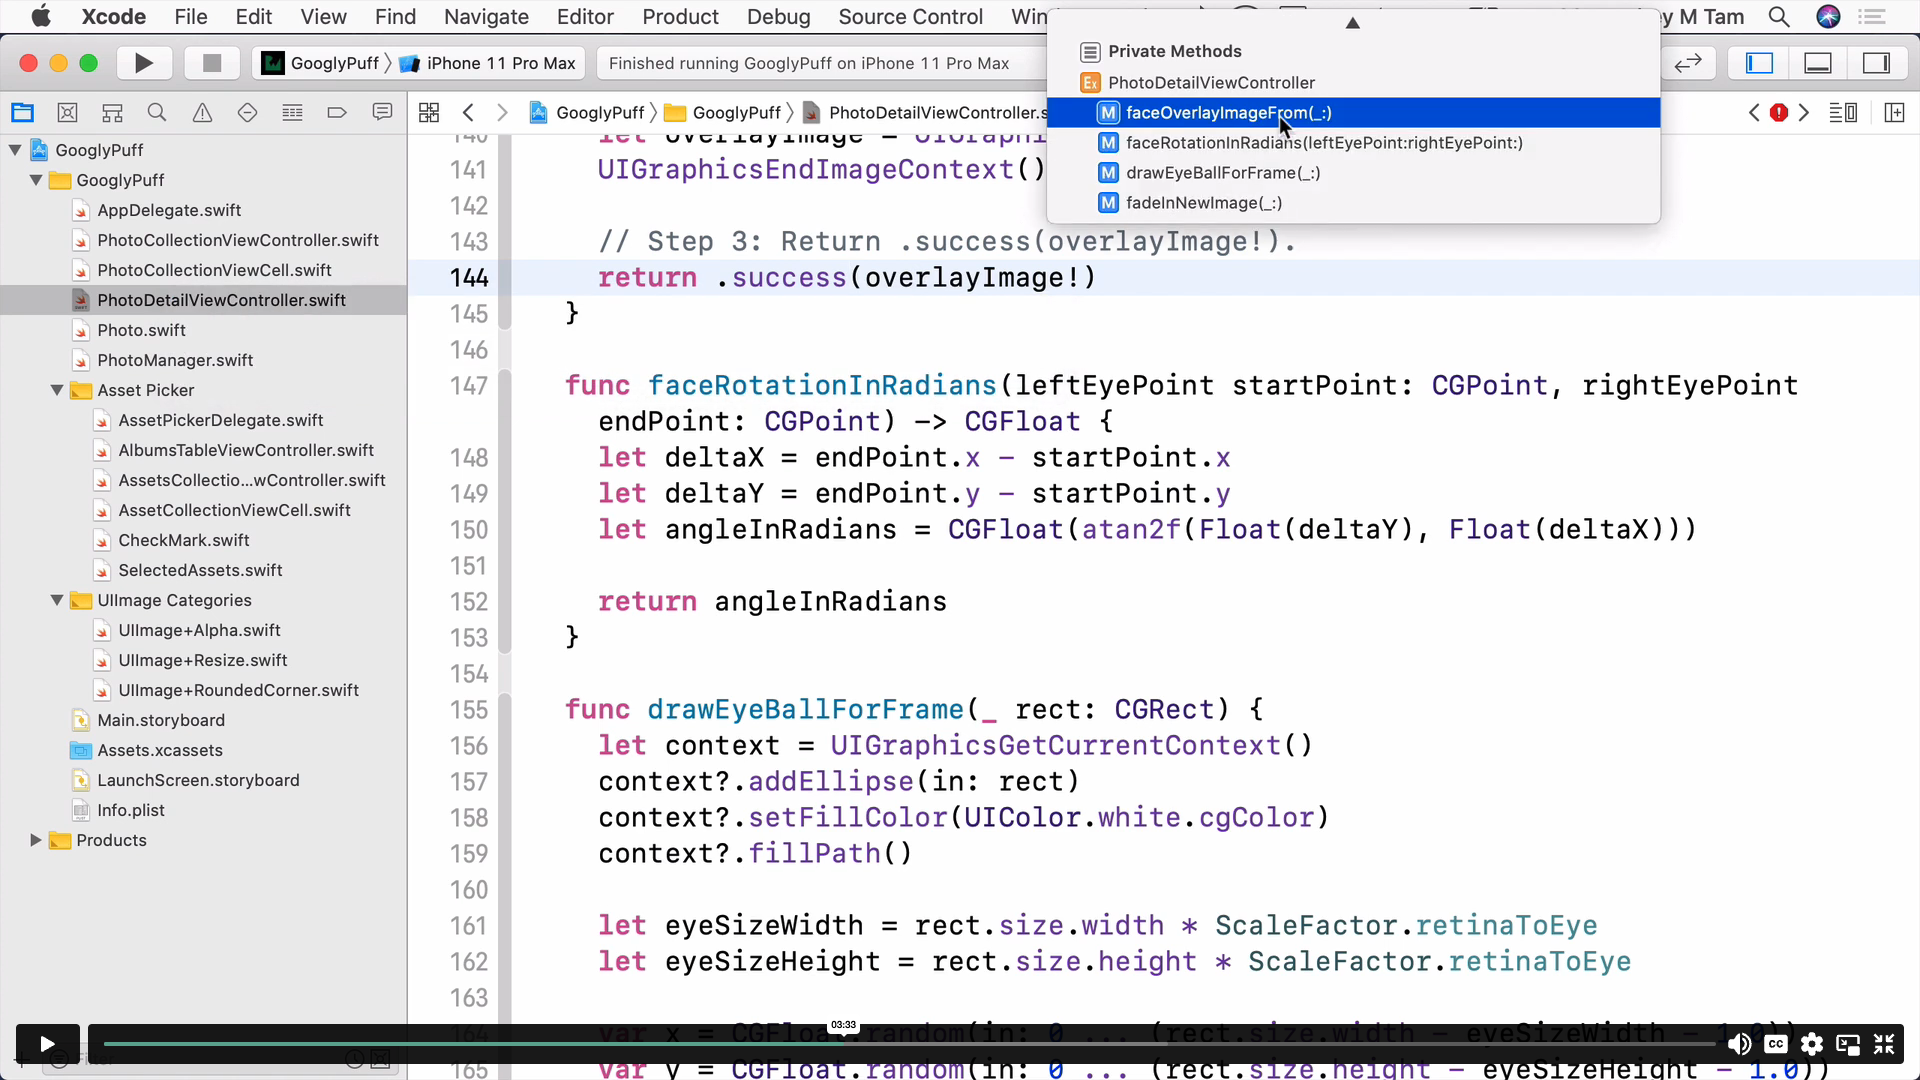 Xcode File Edit View Find Navigate Editor Product Debug Source Control Win ey M Tam
GooglyPuff iPhone 11 Pro Max Finished running GooglyPuff on iPhone 11 Pro Max
GooglyPuff GooglyPuff PhotoDetailViewController.s
Private Methods
Ex PhotoDetailViewController
M faceOverlayImageFrom(_:)
M faceRotationInRadians(leftEyePoint:rightEyePoint:)
M drawEyeBallForFrame(_:)
M fadeInNewImage(_:)
GooglyPuff
GooglyPuff
AppDelegate.swift
PhotoCollectionViewController.swift
PhotoCollectionViewCell.swift
PhotoDetailViewController.swift
Photo.swift
PhotoManager.swift
Asset Picker
AssetPickerDelegate.swift
AlbumsTableViewController.swift
AssetsCollectio...wController.swift
AssetCollectionViewCell.swift
CheckMark.swift
SelectedAssets.swift
UIImage Categories
UIImage+Alpha.swift
UIImage+Resize.swift
UIImage+RoundedCorner.swift
Main.storyboard
Assets.xcassets
LaunchScreen.storyboard
Info.plist
Products
Filter
140 let overlayImage = UIGraphi
141 UIGraphicsEndImageContext()
142
143 // Step 3: Return .success(overlayImage!).
144 return .success(overlayImage!)
145 }
146
147 func faceRotationInRadians(leftEyePoint startPoint: CGPoint, rightEyePoint
endPoint: CGPoint) -> CGFloat {
148 let deltaX = endPoint.x - startPoint.x
149 let deltaY = endPoint.y - startPoint.y
150 let angleInRadians = CGFloat(atan2f(Float(deltaY), Float(deltaX)))
151
152 return angleInRadians
153 }
154
155 func drawEyeBallForFrame(_ rect: CGRect) {
156 let context = UIGraphicsGetCurrentContext()
157 context?.addEllipse(in: rect)
158 context?.setFillColor(UIColor.white.cgColor)
159 context?.fillPath()
160
161 let eyeSizeWidth = rect.size.width * ScaleFactor.retinaToEye
162 let eyeSizeHeight = rect.size.height * ScaleFactor.retinaToEye
163
164 var x = CGFloat.random(in: 0 ... (rect.size.width - eyeSizeWidth - 1.0))
165 var y = CGFloat.random(in: 0 ... (rect.size.height - eyeSizeHeight - 1.0))
03:33
CC